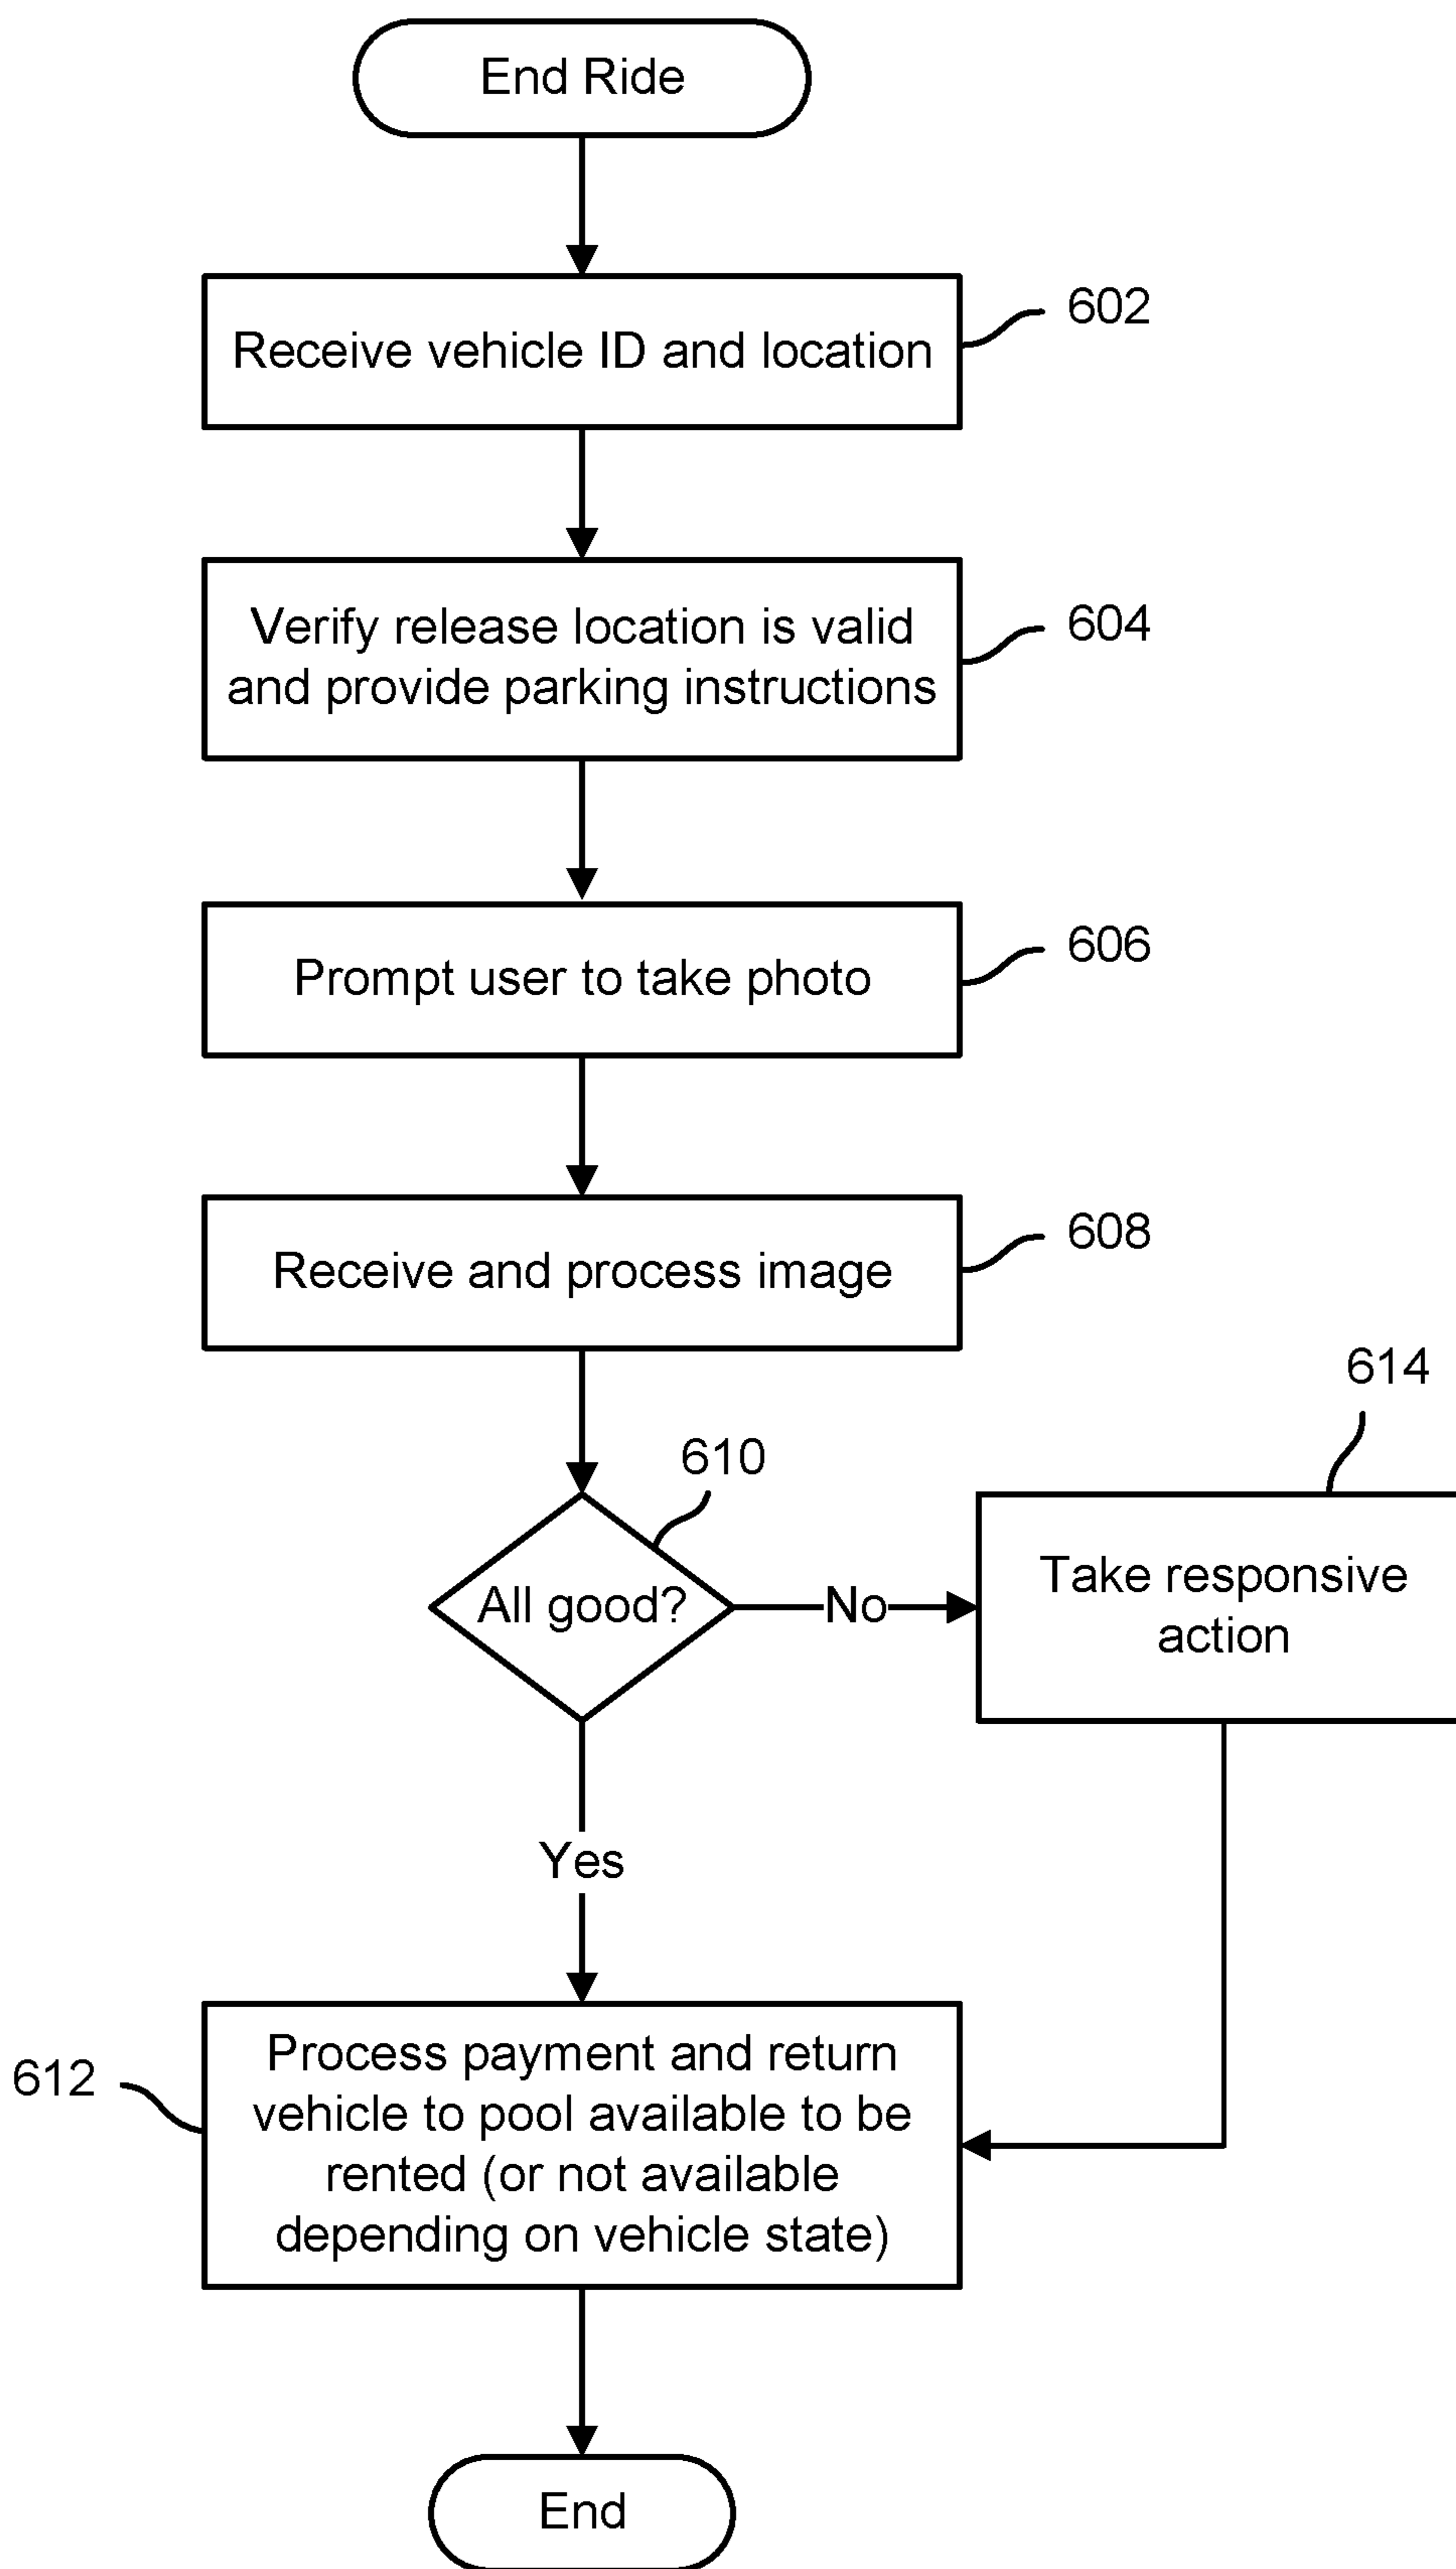 End Ride
Receive vehicle ID and location
602
Verify release location is valid
and provide parking instructions
604
Prompt user to take photo
606
Receive and process image
608
610
All good?
No
614
Take responsive
action
Yes
612
Process payment and return
vehicle to pool available to be
rented (or not available
depending on vehicle state)
End